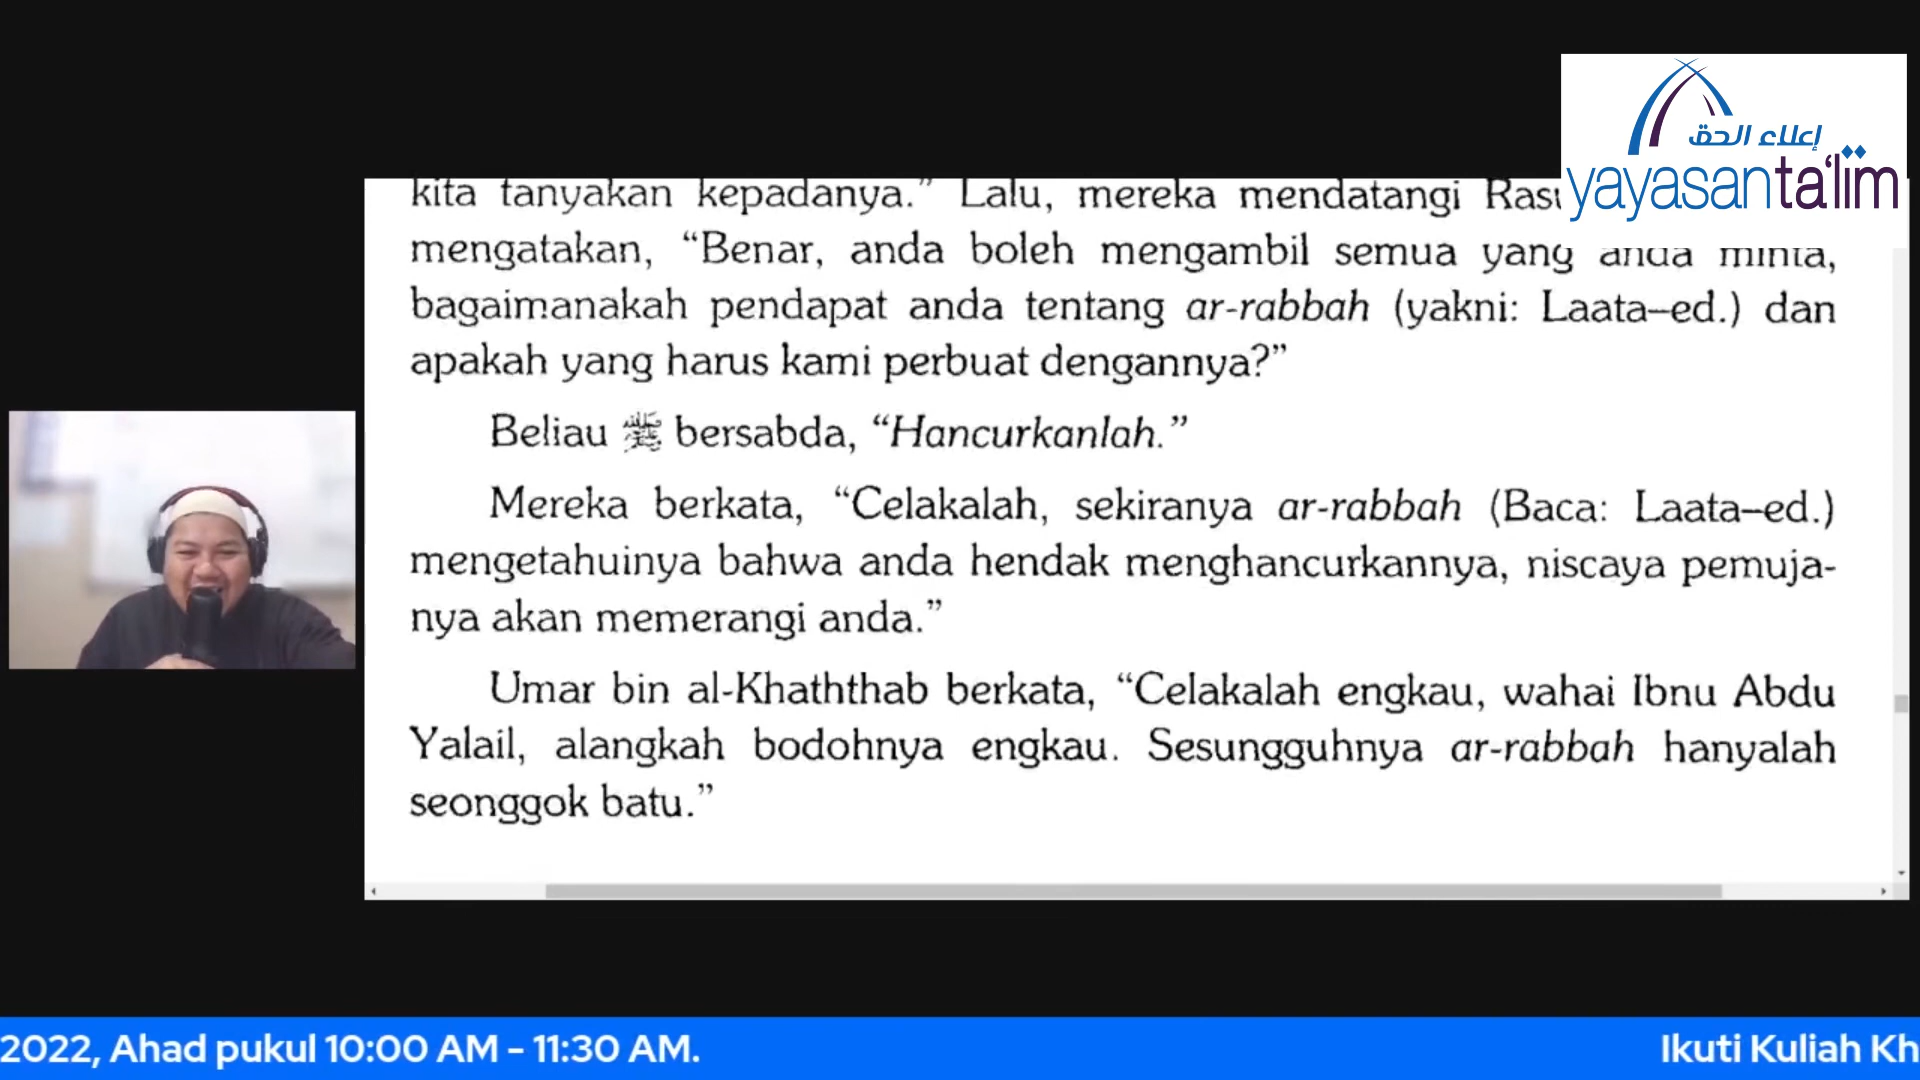 إعلاء الحق
yayasanta'lim
kita tanyakan kepadanya.” Lalu, mereka mendatangi
mengatakan, “Benar, anda boleh mengambil semua yang anda minta,
bagaimanakah pendapat anda tentang ar-rabbah (yakni: Laata–ed.) dan
apakah yang harus kami perbuat dengannya?”
Beliau ﷺ bersabda, “Hancurkanlah.”
Mereka berkata, “Celakalah, sekiranya ar-rabbah (Baca: Laata–ed.)
mengetahuinya bahwa anda hendak menghancurkannya, niscaya pemuja-
nya akan memerangi anda.”
Umar bin al-Khaththab berkata, “Celakalah engkau, wahai Ibnu Abdu
Yalail, alangkah bodohnya engkau. Sesungguhnya ar-rabbah hanyalah
seonggok batu.”
2022, Ahad pukul 10:00 AM - 11:30 AM.
Ikuti Kuliah Kh